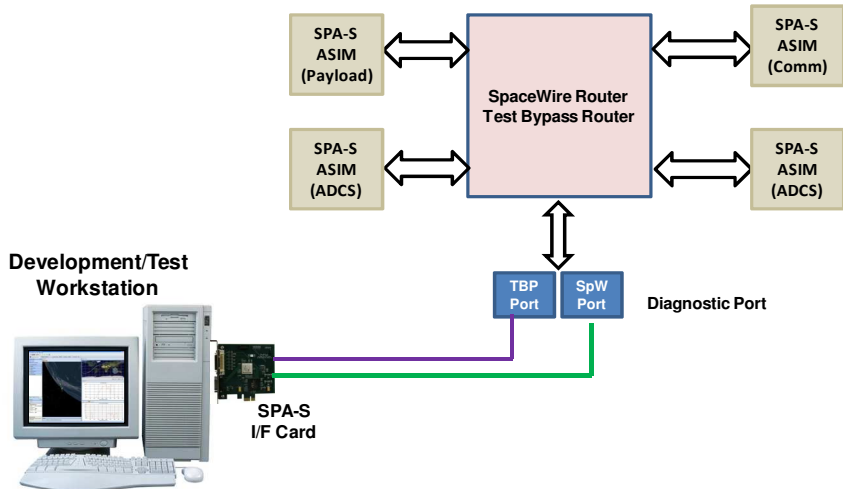 SPA-S
ASIM
(Payload)
SPA-S
ASIM
(Comm)
SpaceWire Router
Test Bypass Router
SPA-S
ASIM
(ADCS)
SPA-S
ASIM
(ADCS)
Development/Test
Workstation
TBP
Port
SpW
Port
Diagnostic Port
SPA-S
I/F Card